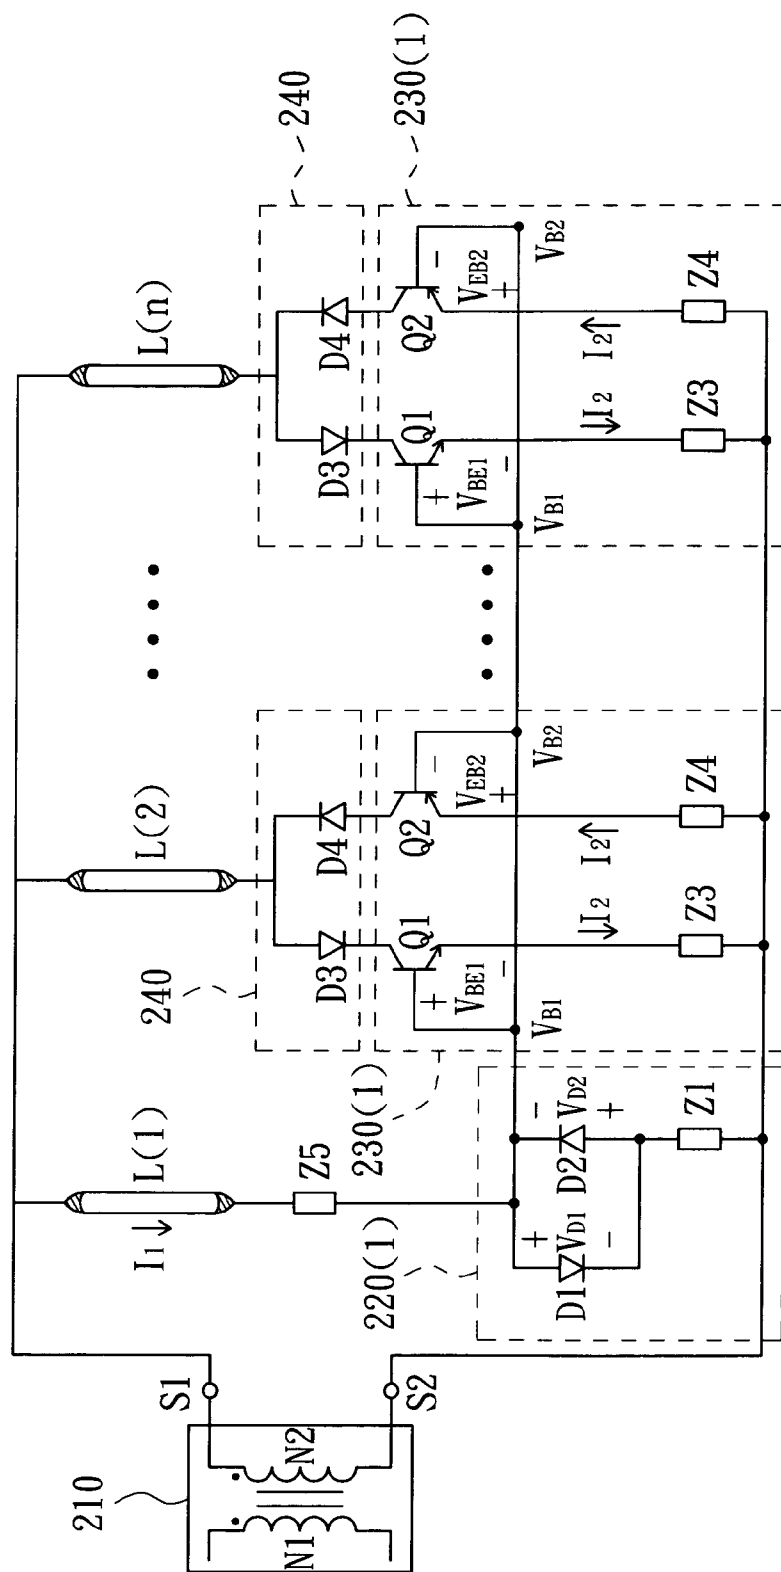 240
230(1)
L(n)
D3
D4
Q1
Q2
+
VBE1
−
VEB2
−
+
VB1
VB2
I2
I2
Z3
Z4
L(2)
240
D3
D4
Q1
Q2
+
VBE1
−
VEB2
−
+
VB1
VB2
I2
I2
Z3
Z4
230(1)
L(1)
I1
Z5
220(1)
+
VD1
−
D1
−
VD2
+
D2
Z1
S1
S2
210
N1
N2